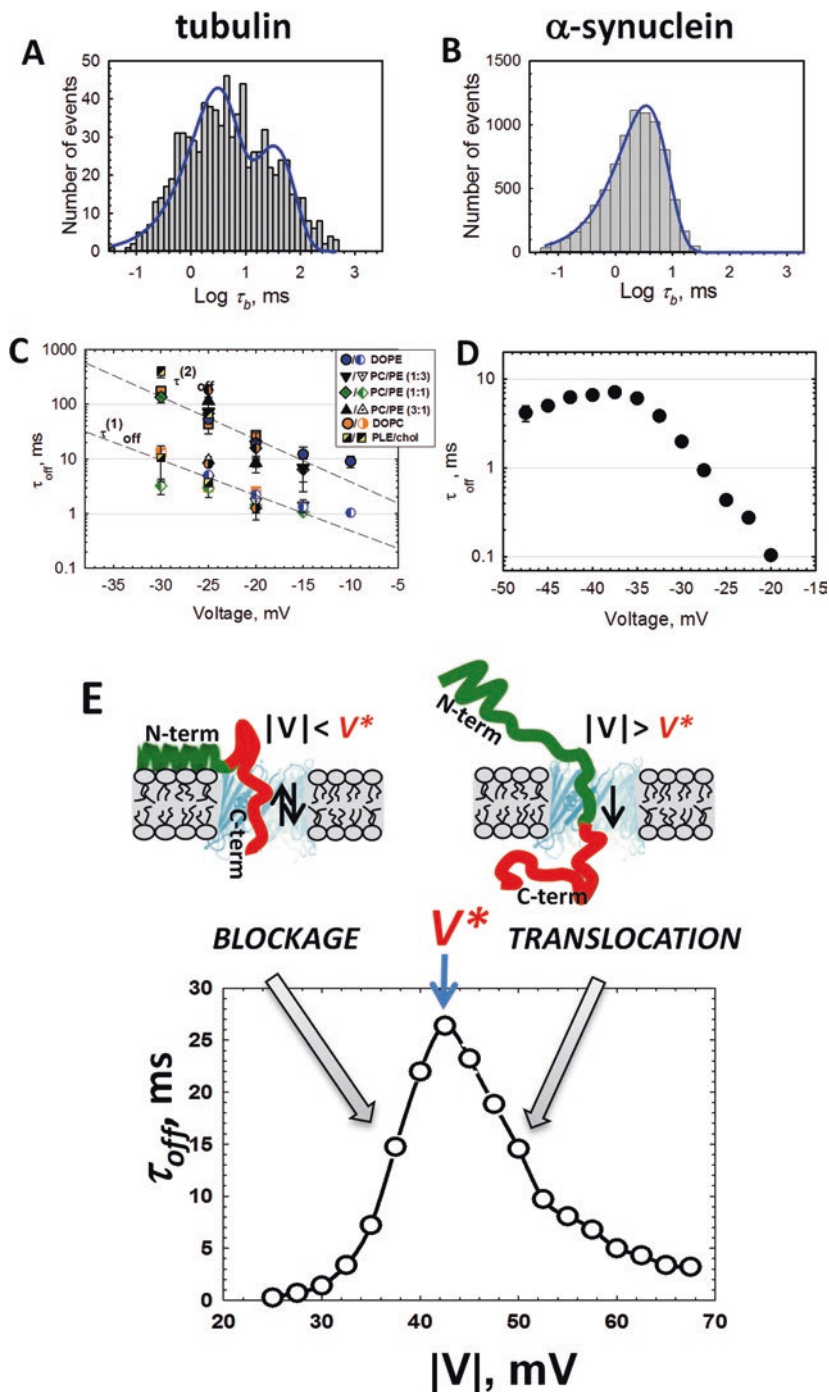 tubulin
α-synuclein
A
50
40
30
20
10
0
Number of events
-1 0 1 2 3
Log τb, ms
B
1500
1000
500
0
Number of events
-1 0 1 2 3
Log τb, ms
C
1000
100
10
1
0.1
τoff, ms
τ(2)off
τ(1)off
DOPE
PC/PE (1:3)
PC/PE (1:1)
PC/PE (3:1)
DOPC
PLE/chol
-35 -30 -25 -20 -15 -10 -5
Voltage, mV
D
10
1
0.1
τoff, ms
-50 -45 -40 -35 -30 -25 -20 -15
Voltage, mV
E
N-term
|V|< V*
C-term
N-term
|V|> V*
C-term
BLOCKAGE
V*
TRANSLOCATION
30
25
20
15
10
5
0
τoff, ms
20 30 40 50 60 70
|V|, mV